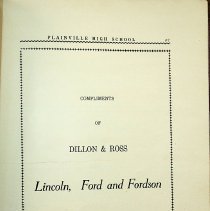 PLAINVILLE HIGH SCHOOL
COMPLIMENTS
OF
DILLON & ROSS
Lincoln, Ford and Fordson